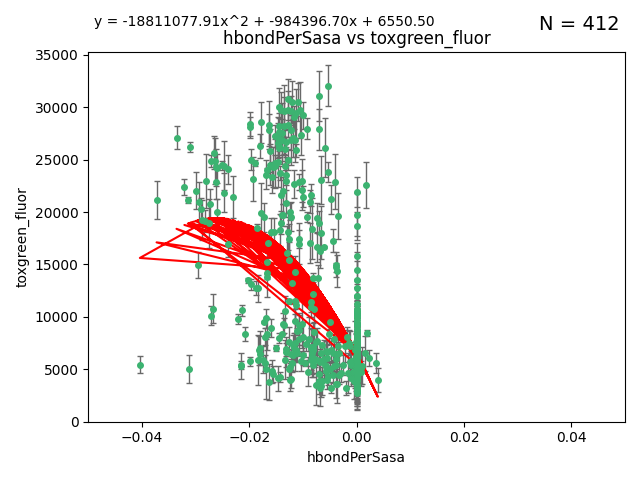 y = -18811077.91x^2 + -984396.70x + 6550.50
N = 412
hbondPerSasa vs toxgreen_fluor
35000
30000
25000
20000
15000
10000
5000
0
toxgreen_fluor
−0.04
−0.02
0.00
0.02
0.04
hbondPerSasa